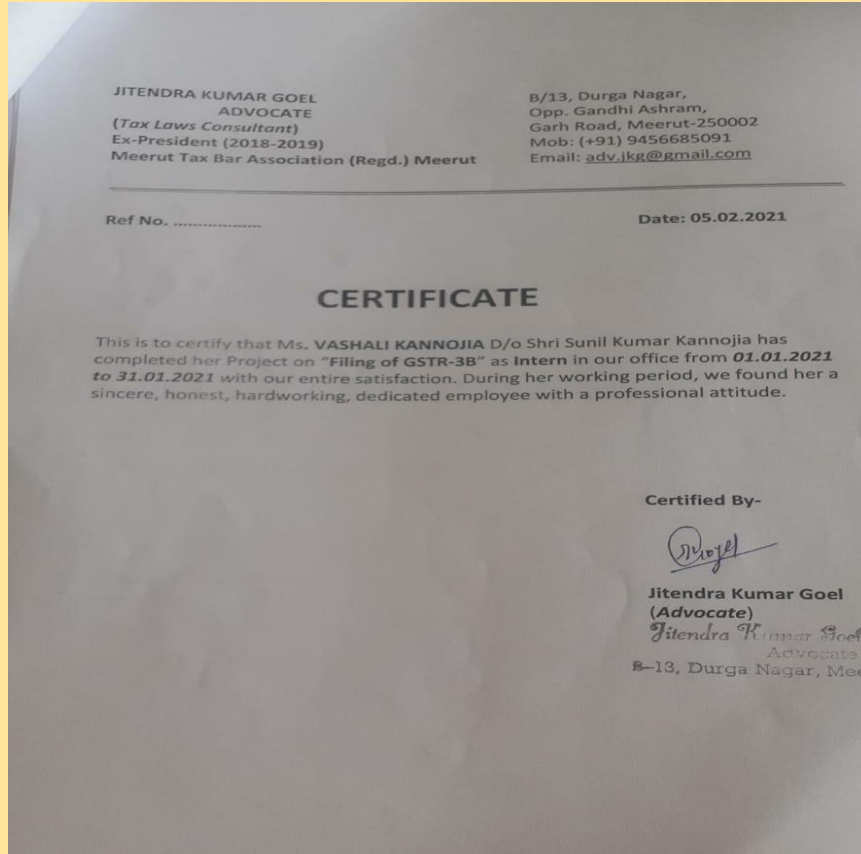 JITENDRA KUMAR GOEL
ADVOCATE
(Tax Laws Consultant)
Ex-President (2018-2019)
Meerut Tax Bar Association (Regd.) Meerut
B/13, Durga Nagar,
Opp. Gandhi Ashram,
Garh Road, Meerut-250002
Mob: (+91) 9456685091
Email: adv.jkg@gmail.com
Ref No. ...................
Date: 05.02.2021
CERTIFICATE
This is to certify that Ms. VASHALI KANNOJIA D/o Shri Sunil Kumar Kannojia has
completed her Project on “Filing of GSTR-3B” as Intern in our office from 01.01.2021
to 31.01.2021 with our entire satisfaction. During her working period, we found her a
sincere, honest, hardworking, dedicated employee with a professional attitude.
Certified By-
Jitendra Kumar Goel
(Advocate)
Jitendra Kumar Goel
Advocate
B-13, Durga Nagar, Mee